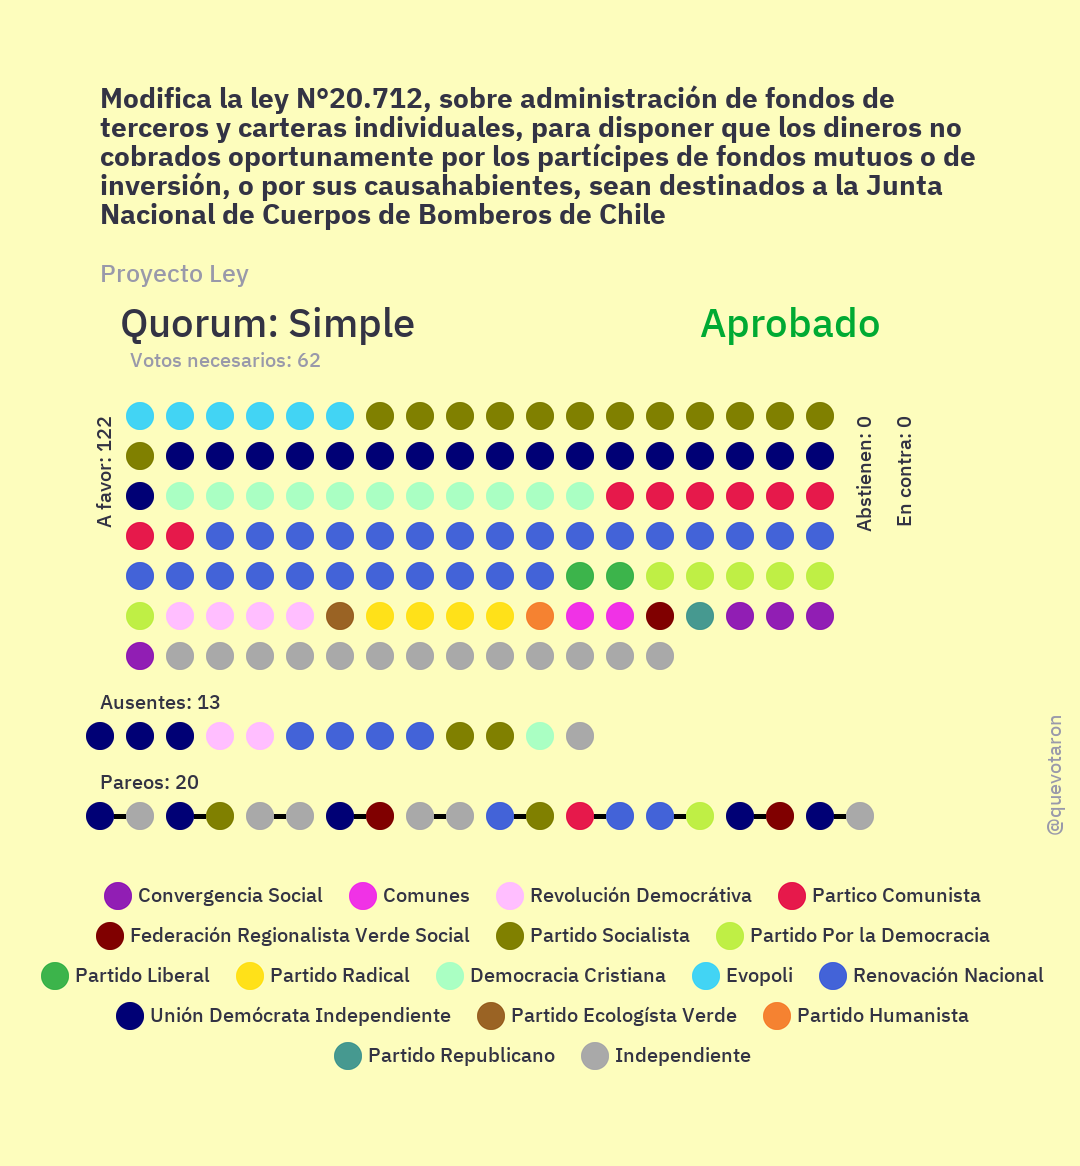 Modifica la ley N°20.712, sobre administración de fondos de
terceros y carteras individuales, para disponer que los dineros no
cobrados oportunamente por los partícipes de fondos mutuos o de
inversión, o por sus causahabientes, sean destinados a la Junta
Nacional de Cuerpos de Bomberos de Chile
Proyecto Ley
Quorum: Simple
Aprobado
Votos necesarios: 62
A favor: 122
Abstienen: 0
En contra: 0
Ausentes: 13
Pareos: 20
@quevotaron
Convergencia Social
Comunes
Revolución Democrátiva
Partico Comunista
Federación Regionalista Verde Social
Partido Socialista
Partido Por la Democracia
Partido Liberal
Partido Radical
Democracia Cristiana
Evopoli
Renovación Nacional
Unión Demócrata Independiente
Partido Ecologísta Verde
Partido Humanista
Partido Republicano
Independiente